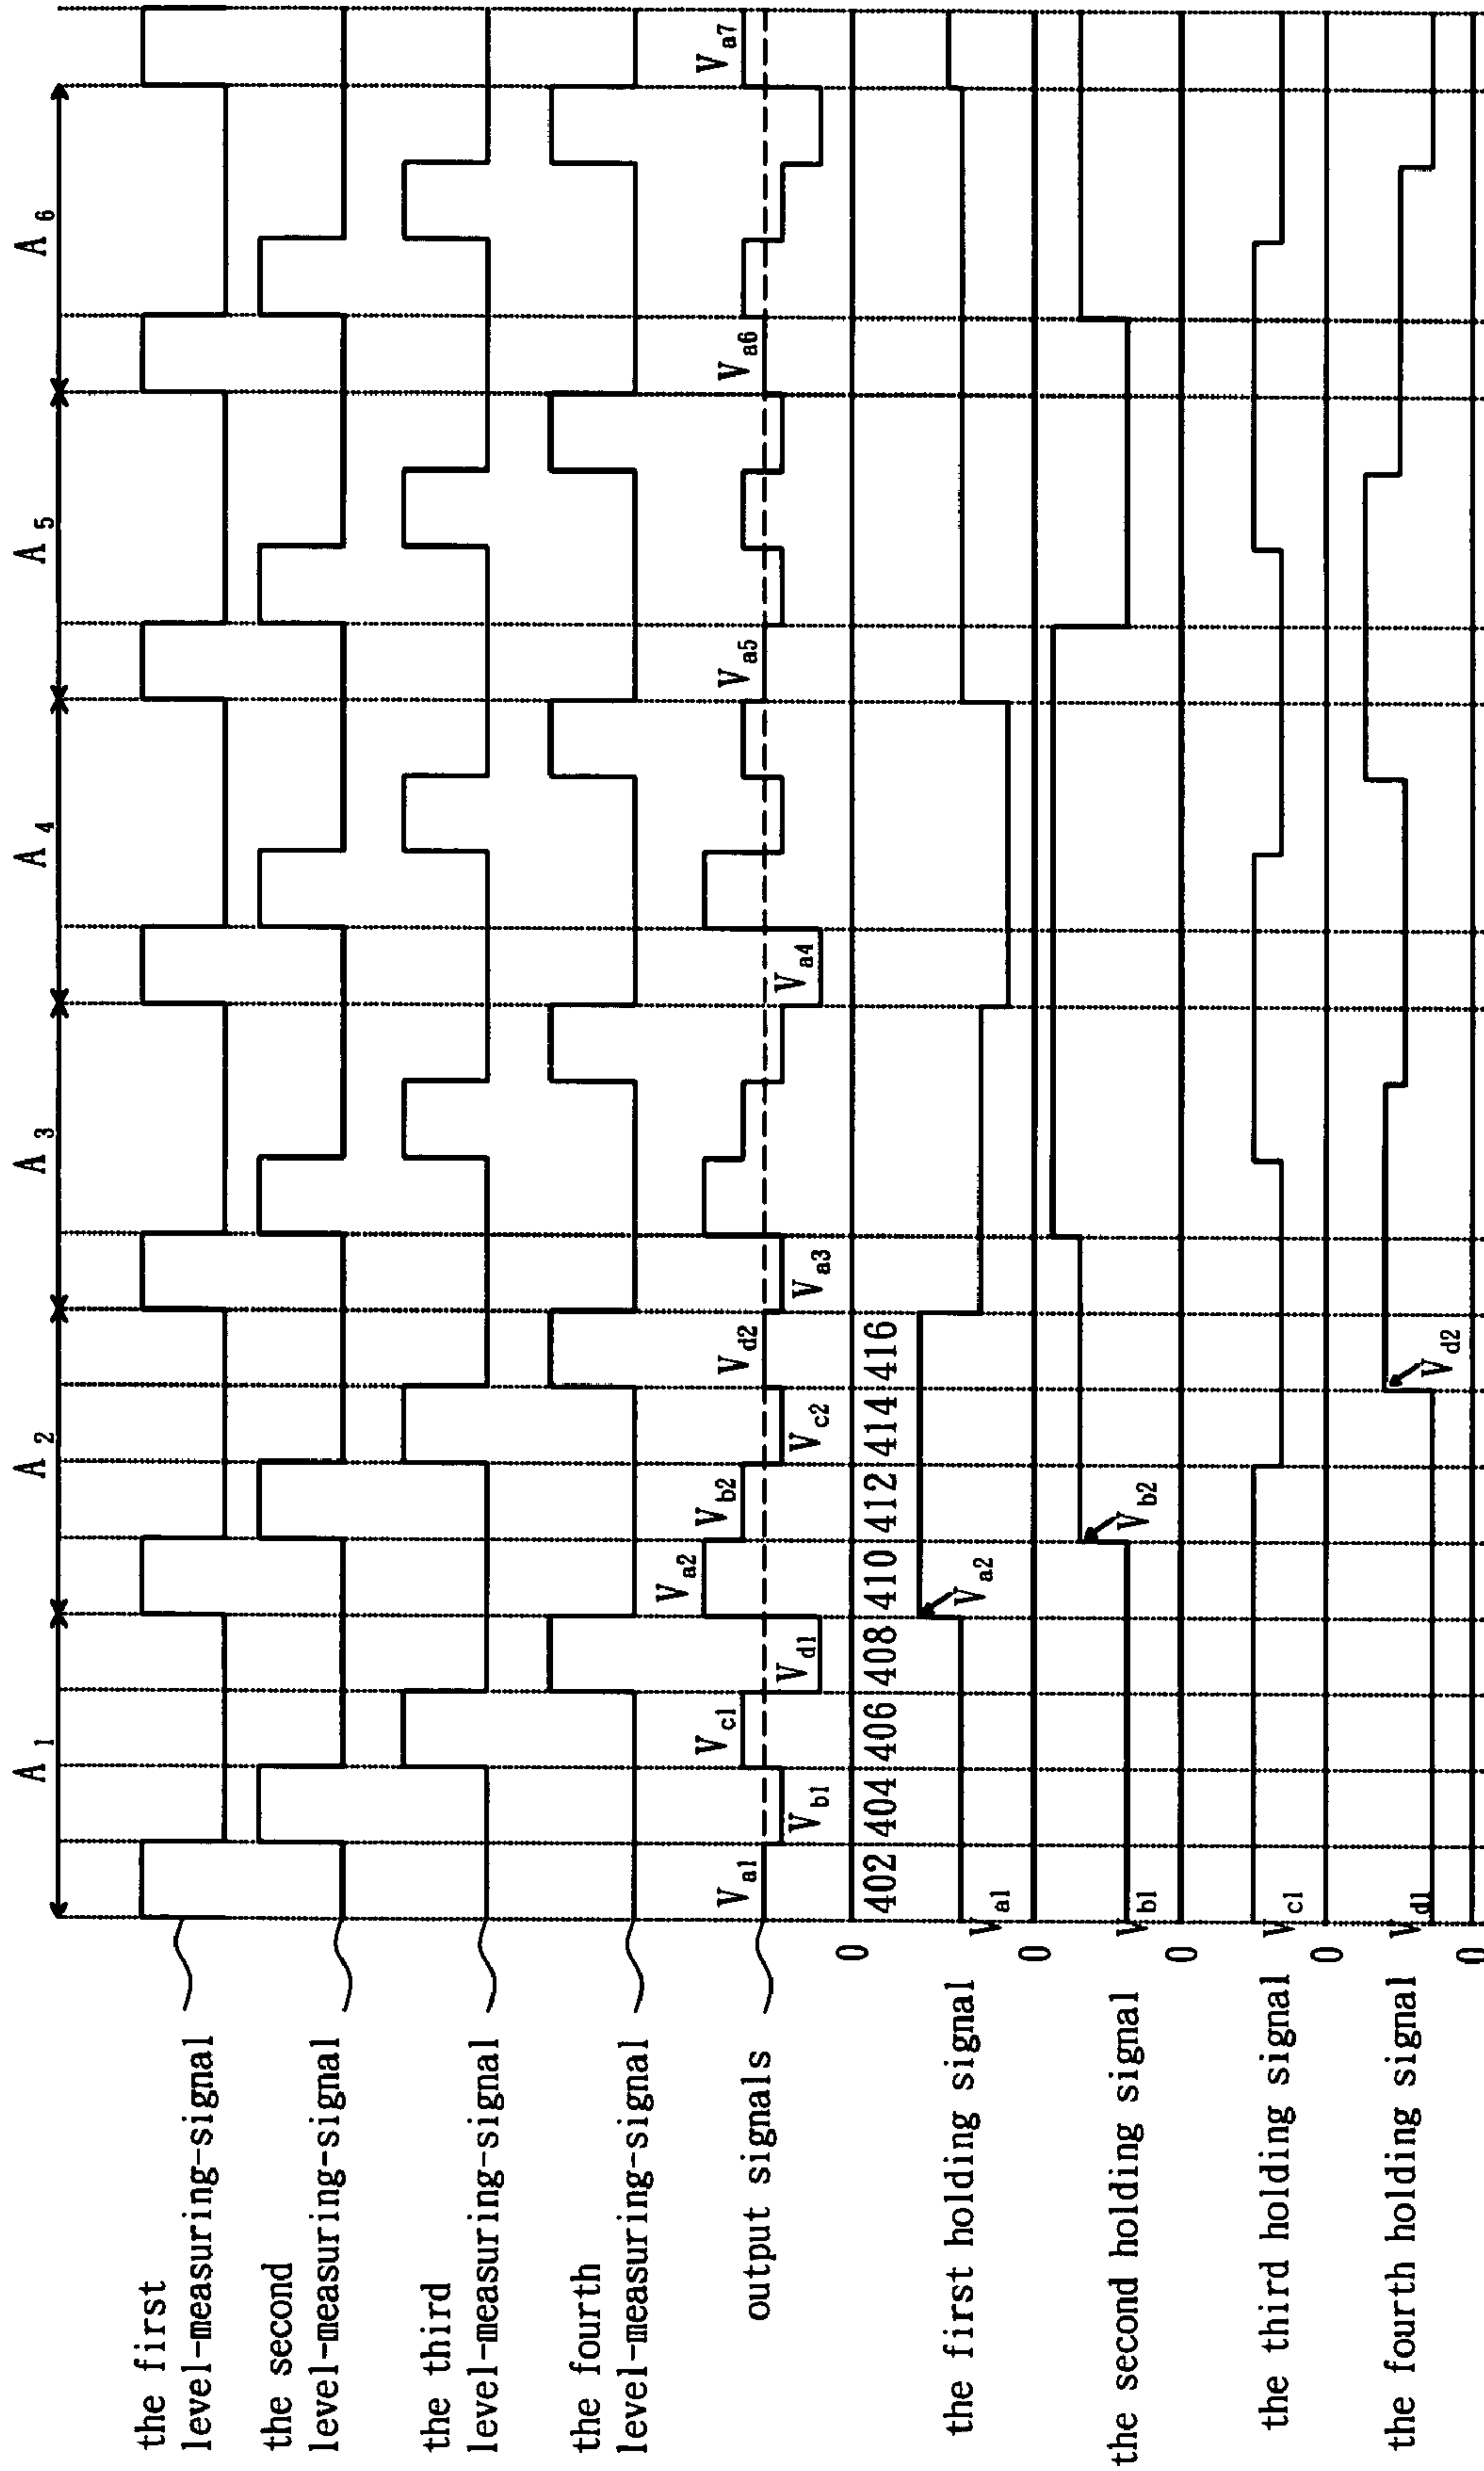 A1 A2 A3 A4 A5 A6
the first
level-measuring-signal
the second
level-measuring-signal
the third
level-measuring-signal
the fourth
level-measuring-signal
output signals
Va1 Vb1 Vc1 Vd1 Va2 Vb2 Vc2 Vd2 Va3 Va4 Va5 Va6 Va7
0
402 404 406 408 410 412 414 416
the first holding signal
Va1 Va2
0
the second holding signal
Vb1 Vb2
0
the third holding signal
Vc1
0
the fourth holding signal
Vd1 Vd2
0